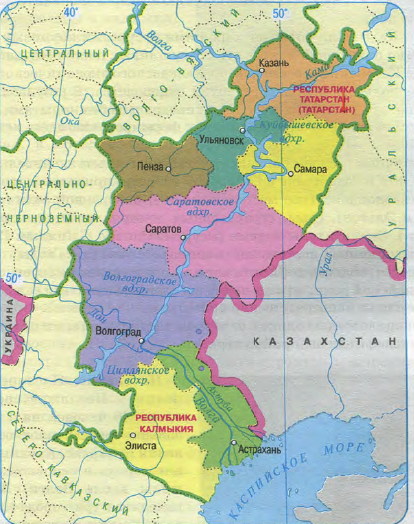 40°
50°
ЦЕНТРАЛЬНЫЙ
Волга
ВОЛГО-ВЯТСКИЙ
Казань
Кама
РЕСПУБЛИКА
ТАТАРСТАН
(ТАТАРСТАН)
Ока
Ульяновск
Куйбышевское
вдхр.
УРАЛЬСКИЙ
Пенза
Самара
ЦЕНТРАЛЬНО-
ЧЕРНОЗЁМНЫЙ
Саратовское
вдхр.
Саратов
50°
Волгоградское
вдхр.
Урал
УКРАИНА
Дон
Волгоград
КАЗАХСТАН
Цимлянское
вдхр.
Волга
РЕСПУБЛИКА
КАЛМЫКИЯ
Элиста
Астрахань
СЕВЕРО-КАВКАЗСКИЙ
КАСПИЙСКОЕ МОРЕ